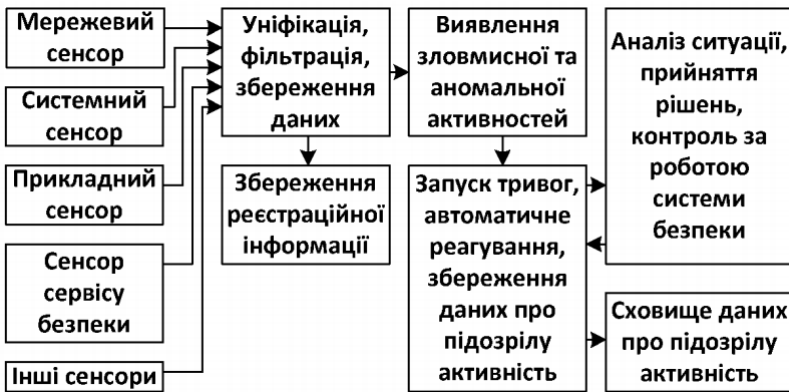 Мережевий
сенсор
Системний
сенсор
Прикладний
сенсор
Сенсор
сервісу
безпеки
Інші сенсори
Уніфікація,
фільтрація,
збереження
даних
Збереження
реєстраційної
інформації
Виявлення
зловмисної та
аномальної
активностей
Запуск тривог,
автоматичне
реагування,
збереження
даних про
підозрілу
активність
Аналіз ситуації,
прийняття
рішень,
контроль за
роботою
системи
безпеки
Сховище даних
про підозрілу
активність